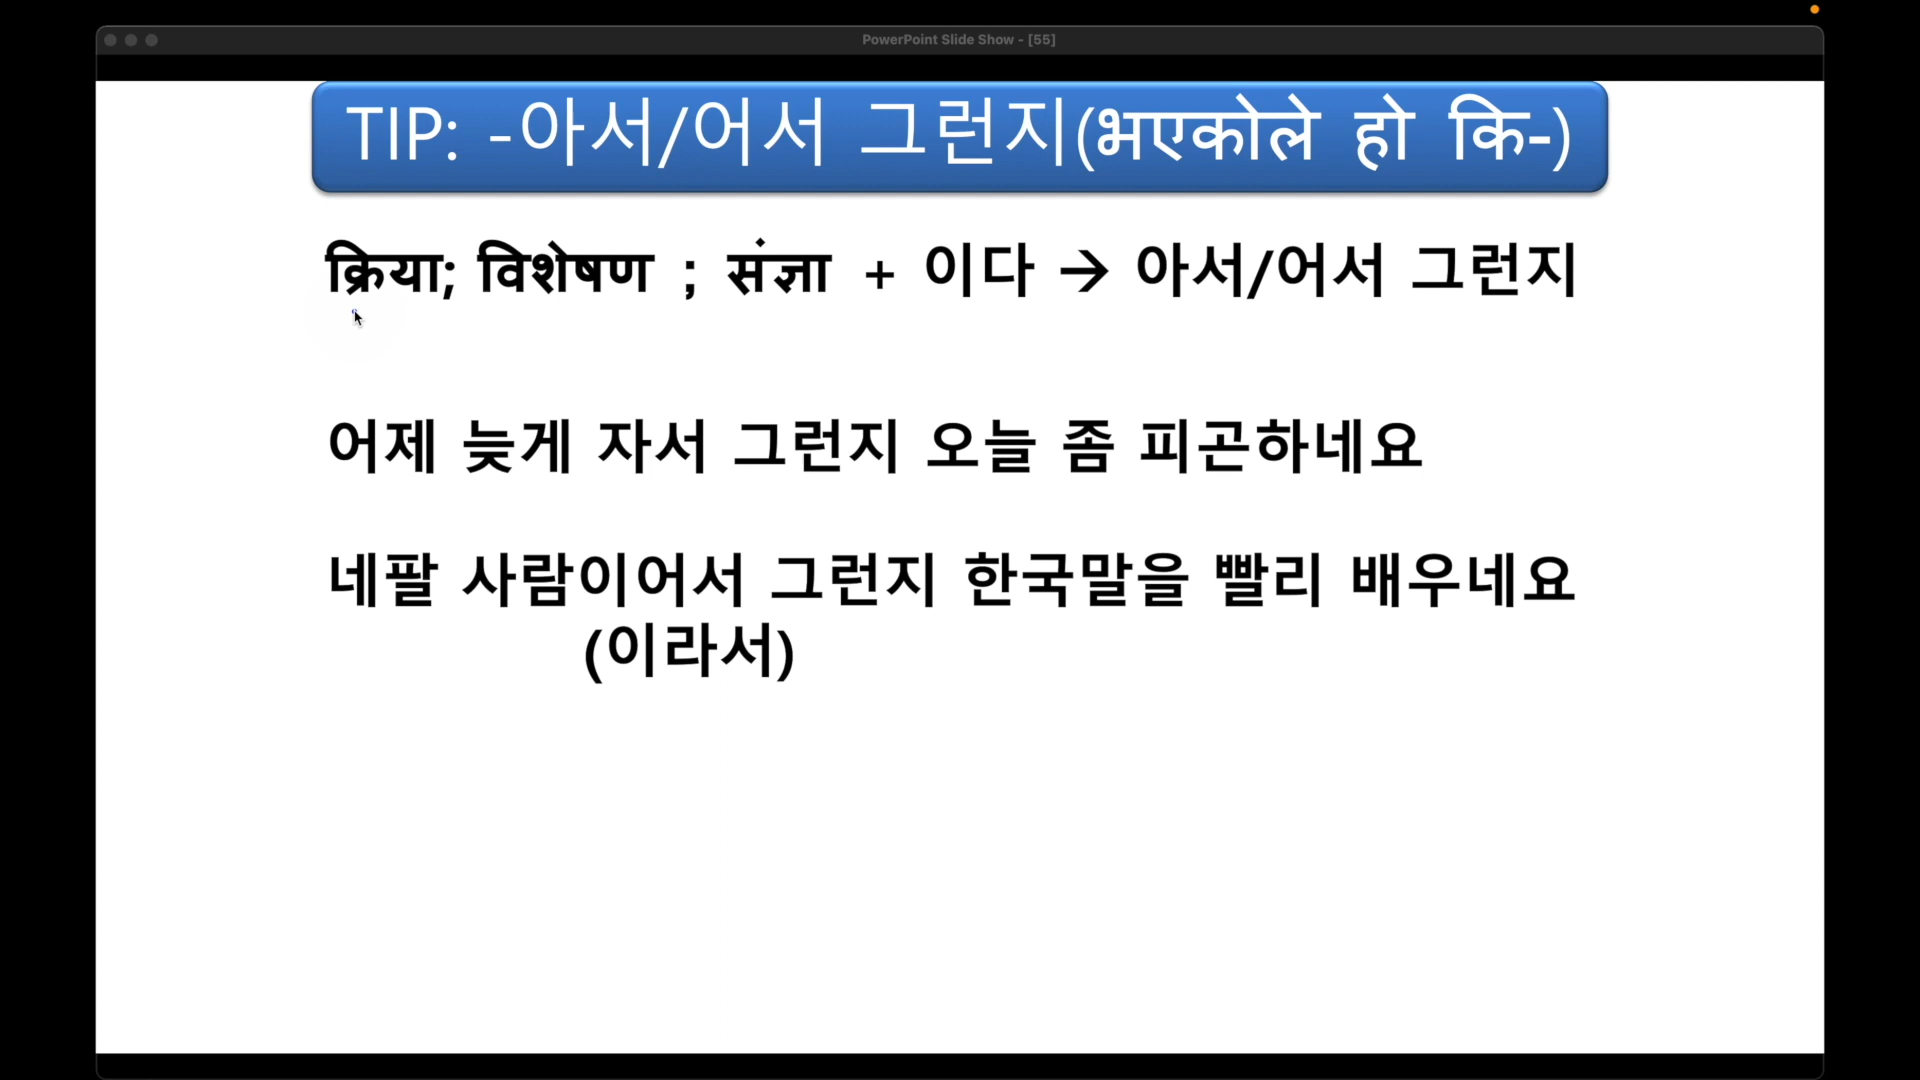 PowerPoint Slide Show - [55]
TIP: -아서/어서 그런지(भएकोले हो कि-)
क्रिया; विशेषण ; संज्ञा + 이다 → 아서/어서 그런지
어제 늦게 자서 그런지 오늘 좀 피곤하네요
네팔 사람이어서 그런지 한국말을 빨리 배우네요
(이라서)